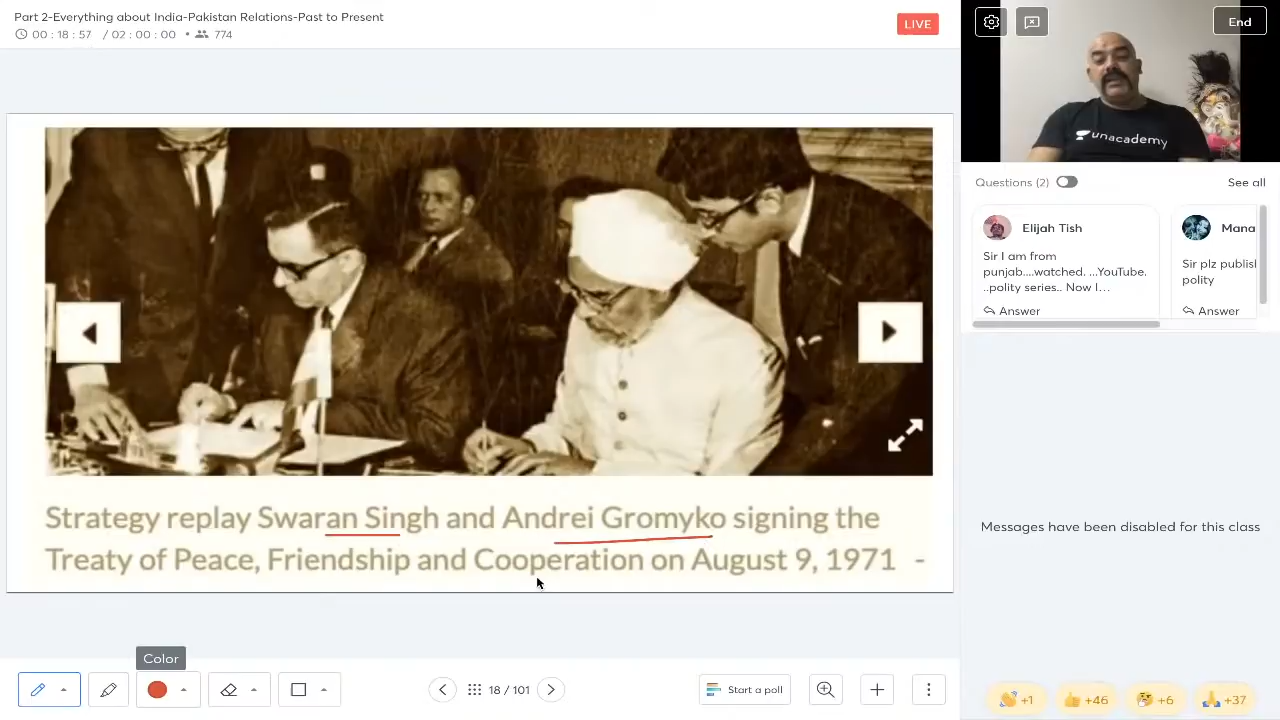 Part 2-Everything about India-Pakistan Relations-Past to Present
00 : 18 : 57 / 02 : 00 : 00 • 774
LIVE
End
unacademy
Questions (2)
See all
Elijah Tish
Sir I am from
punjab....watched. ...YouTube.
..polity series.. Now I...
Answer
Mana
Sir plz publisl
polity
Answer
Strategy replay Swaran Singh and Andrei Gromyko signing the
Treaty of Peace, Friendship and Cooperation on August 9, 1971 -
Messages have been disabled for this class
Color
18 / 101
Start a poll
+1
+46
+6
+37